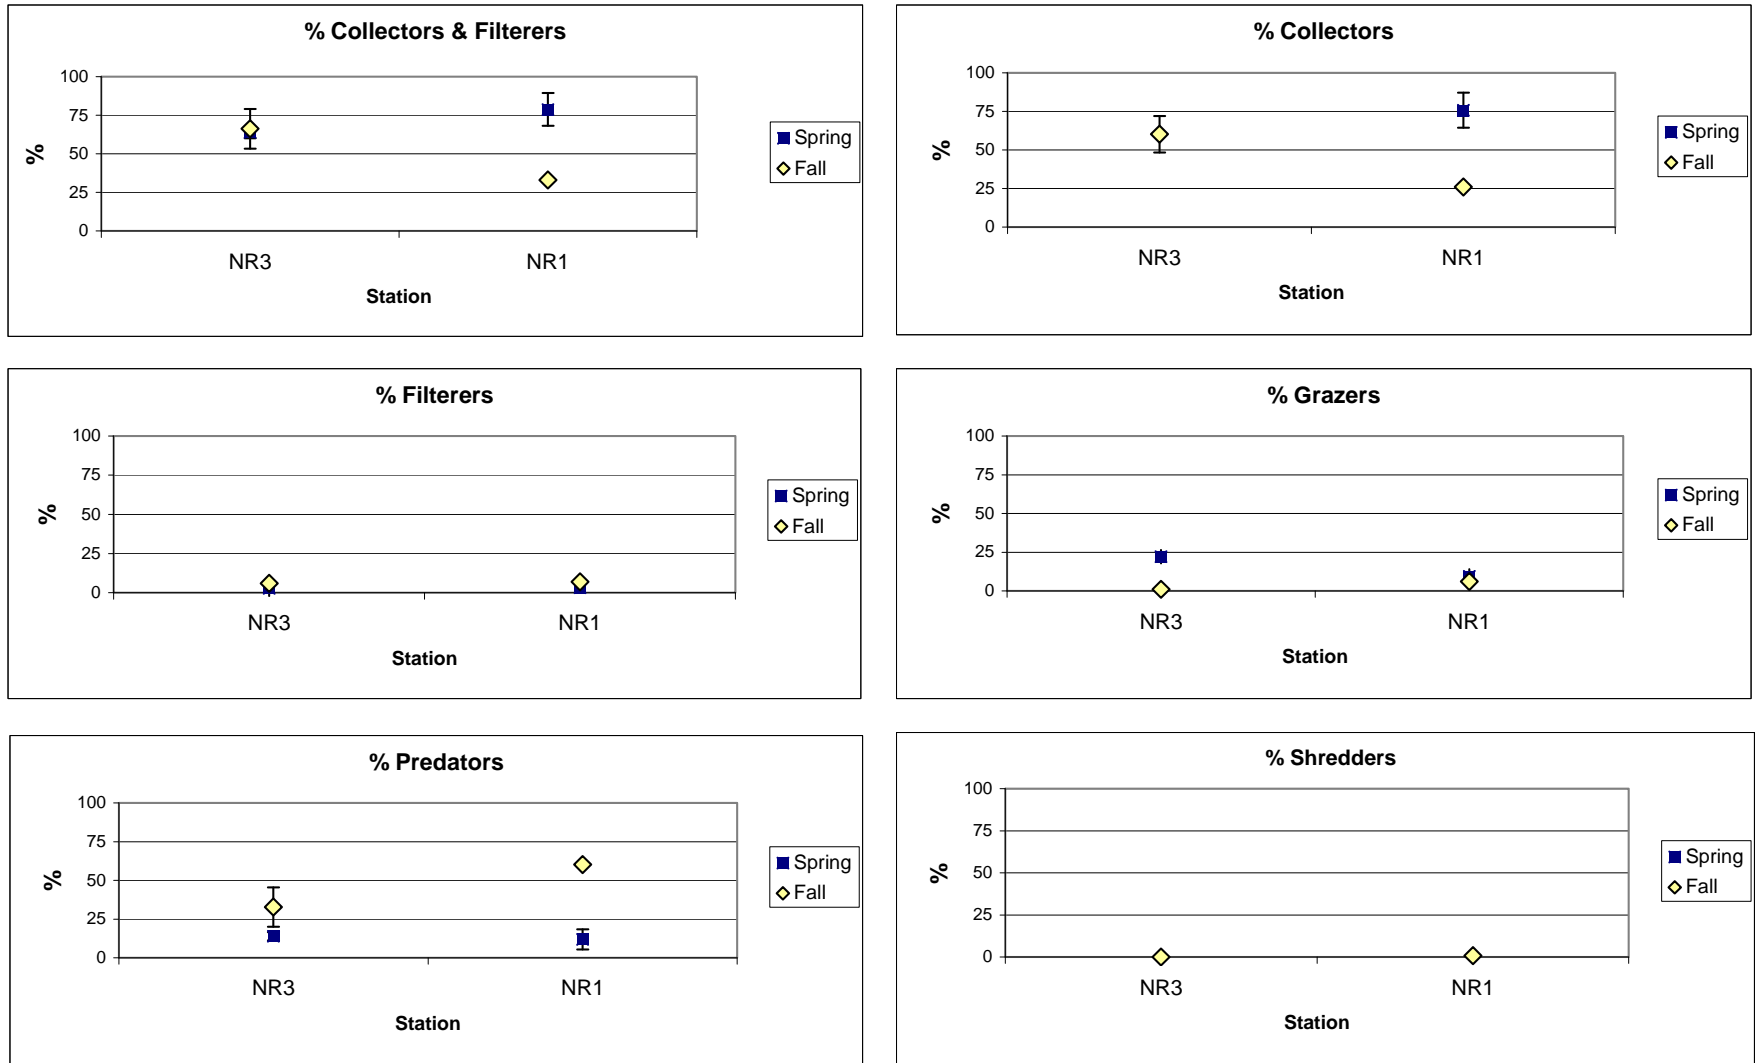 % Collectors & Filterers
100
75
50
25
0
%
NR3
NR1
Station
Spring
Fall
% Collectors
100
75
50
25
0
%
NR3
NR1
Station
Spring
Fall
% Filterers
100
75
50
25
0
%
NR3
NR1
Station
Spring
Fall
% Grazers
100
75
50
25
0
%
NR3
NR1
Station
Spring
Fall
% Predators
100
75
50
25
0
%
NR3
NR1
Station
Spring
Fall
% Shredders
100
75
50
25
0
%
NR3
NR1
Station
Spring
Fall